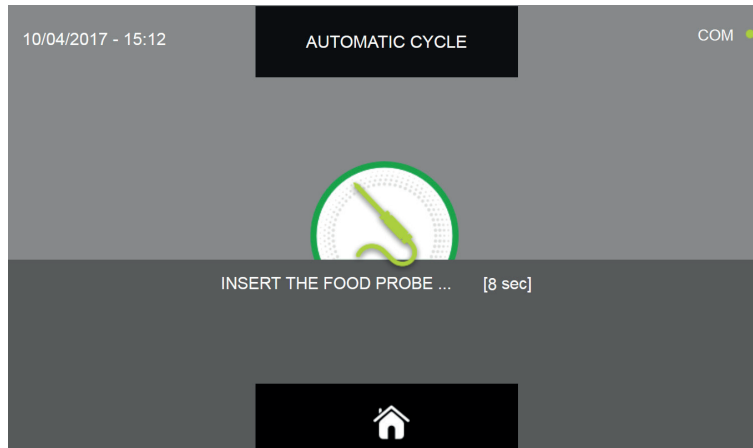 10/04/2017 - 15:12
AUTOMATIC CYCLE
COM
INSERT THE FOOD PROBE ... [8 sec]